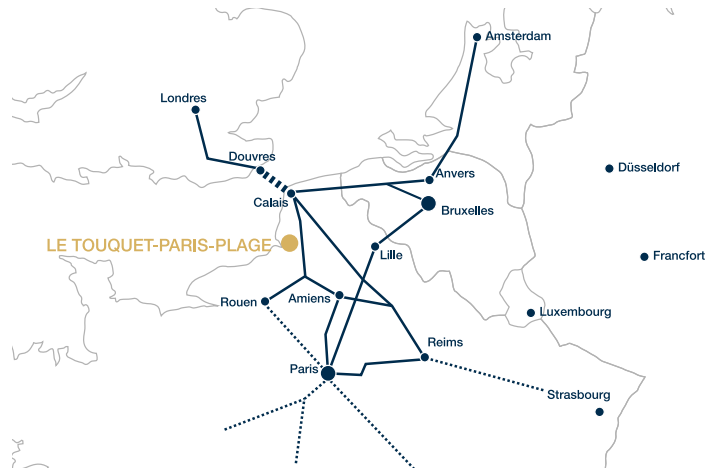 Amsterdam
Londres
Douvres
Düsseldorf
Anvers
Calais
Bruxelles
LE TOUQUET-PARIS-PLAGE
Lille
Francfort
Rouen
Amiens
Luxembourg
Reims
Paris
Strasbourg